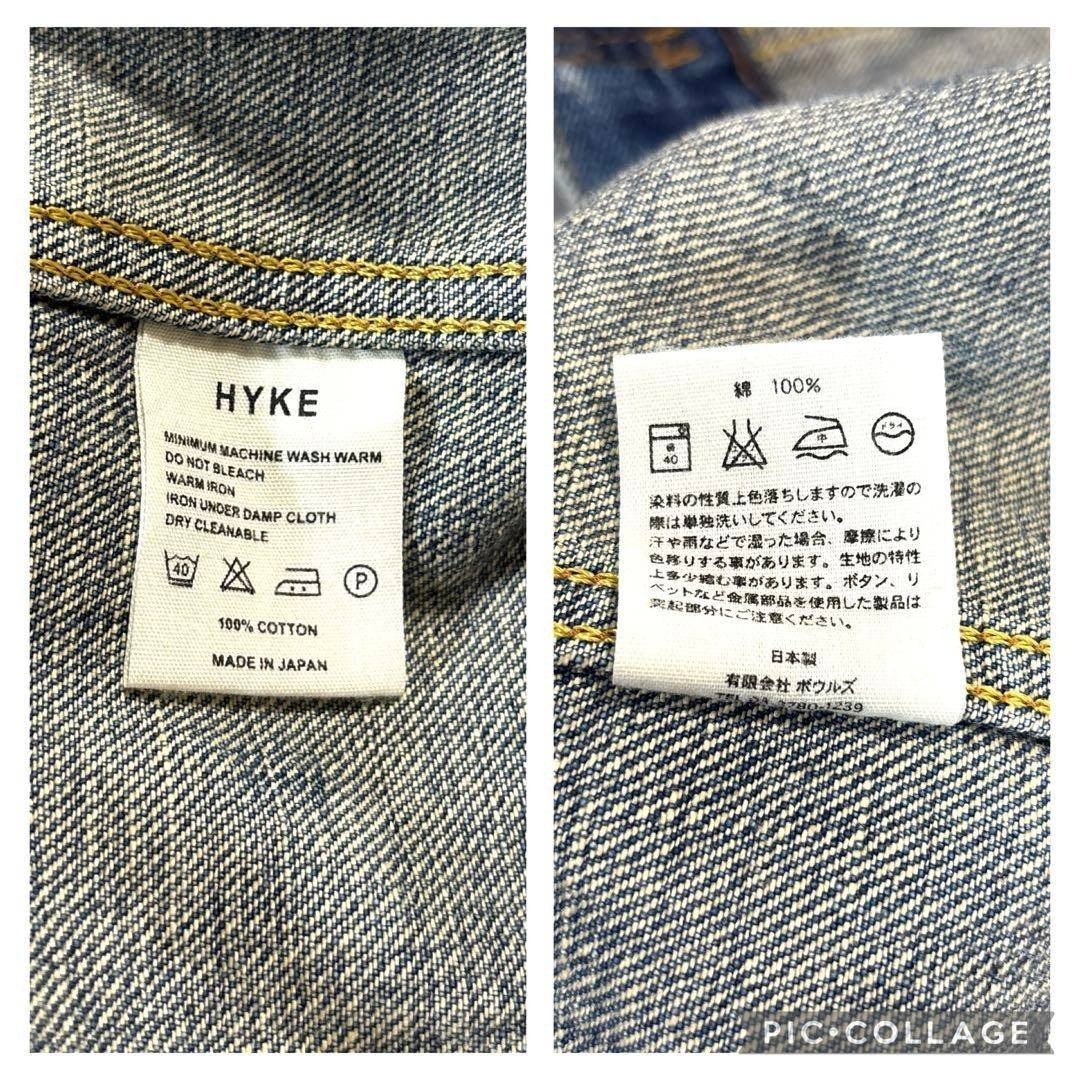 HYKE
MINIMUM MACHINE WASH WARM
DO NOT BLEACH
WARM IRON
IRON UNDER DAMP CLOTH
DRY CLEANABLE
40 P
100% COTTON
MADE IN JAPAN
綿 100%
40 中 ドライ
染料の性質上色落ちしますので洗濯の
際は単独洗いしてください。
汗や雨などで湿った場合、摩擦により
色移りする事があります。生地の特性
上多少縮む事があります。ボタン、リ
ベットなど金属部品を使用した製品は
突起部分にご注意ください。
日本製
有限会社 ボウルズ
PIC•COLLAGE